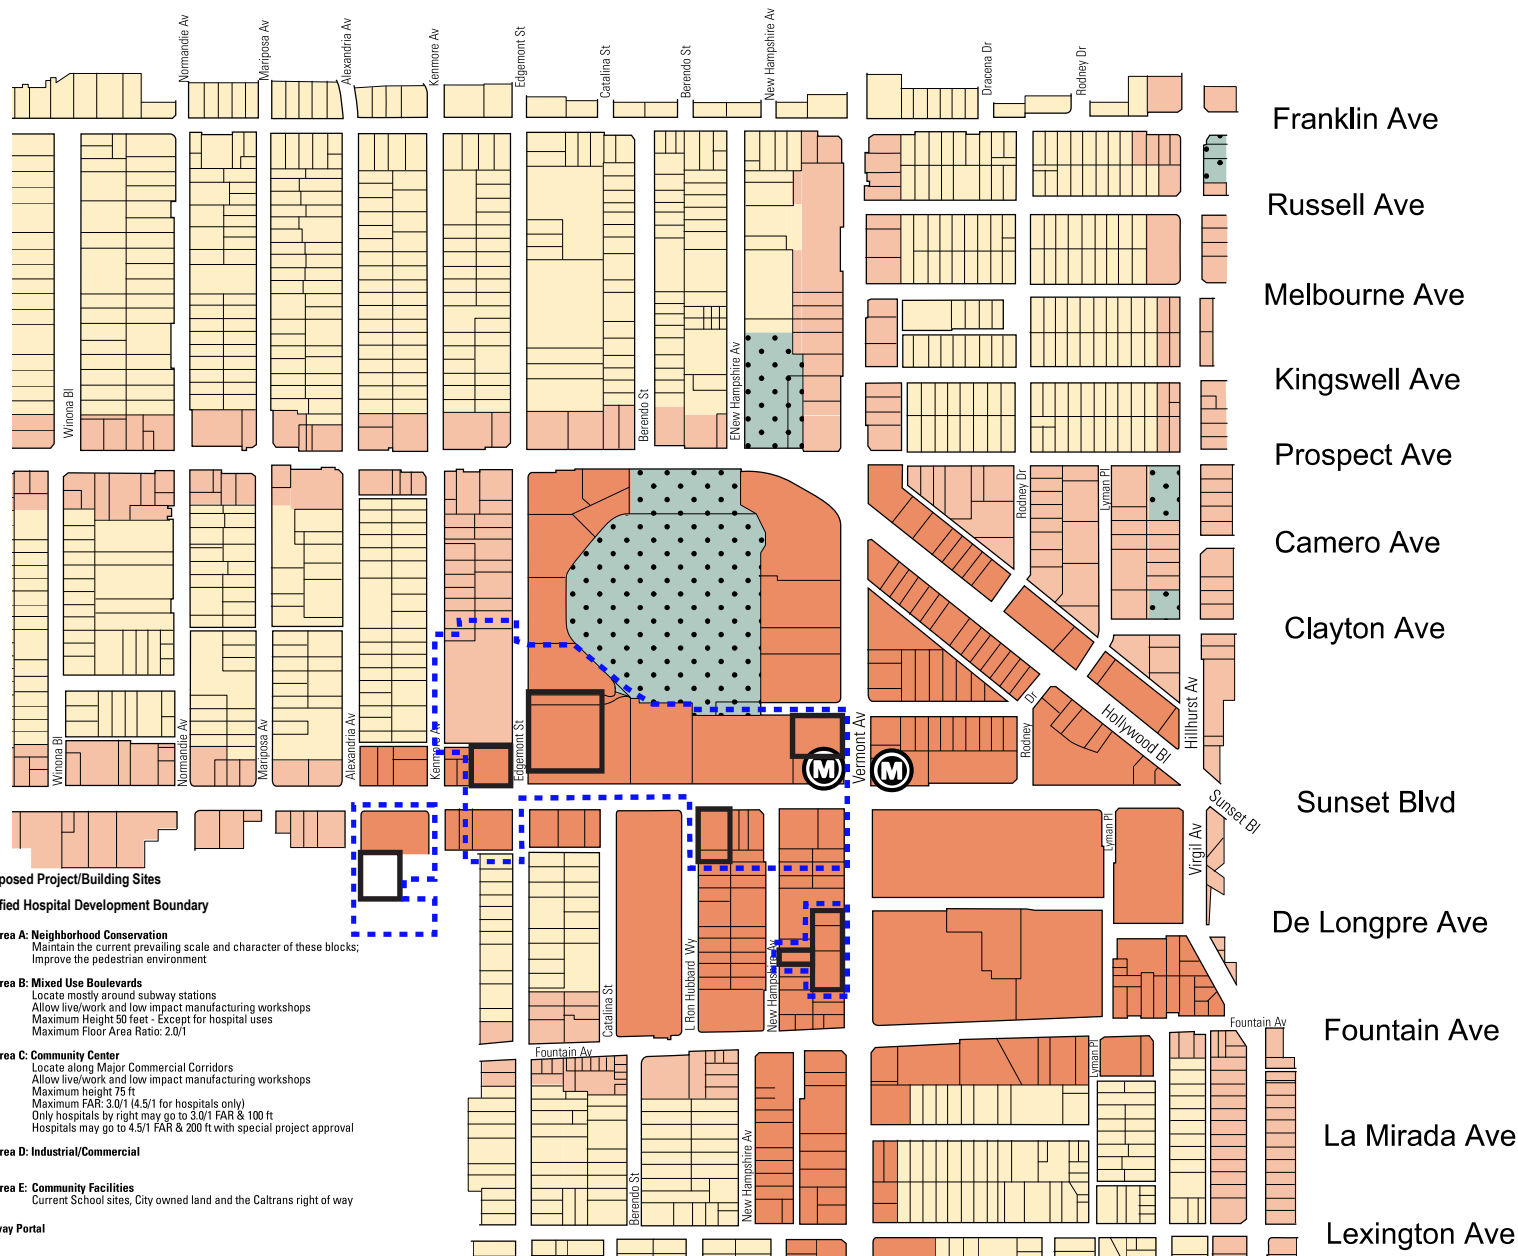 Normandie Av
Mariposa Av
Alexandria Av
Kenmore Av
Edgemont St
Catalina St
Berendo St
New Hampshire Av
Dracena Dr
Rodney Dr
Franklin Ave
Russell Ave
Melbourne Ave
Kingswell Ave
Winona Bl
Berendo St
ENew Hampshire Av
Prospect Ave
Rodney Dr
Lyman Pl
Camero Ave
Clayton Ave
Winona Bl
Normandie Av
Mariposa Av
Alexandria Av
Kenmore Av
Edgemont St
M
Vermont Av
M
Rodney
Dr
Hollywood Bl
Hillhurst Av
Sunset Bl
Sunset Blvd
Lyman Pl
Virgil Av
De Longpre Ave
posed Project/Building Sites
fied Hospital Development Boundary
rea A: Neighborhood Conservation
Maintain the current prevailing scale and character of these blocks;
Improve the pedestrian environment
rea B: Mixed Use Boulevards
Locate mostly around subway stations
Allow live/work and low impact manufacturing workshops
Maximum Height 50 feet - Except for hospital uses
Maximum Floor Area Ratio: 2.0/1
rea C: Community Center
Locate along Major Commercial Corridors
Allow live/work and low impact manufacturing workshops
Maximum height 75 ft
Maximum FAR: 3.0/1 (4.5/1 for hospitals only)
Only hospitals by right may go to 3.0/1 FAR & 100 ft
Hospitals may go to 4.5/1 FAR & 200 ft with special project approval
rea D: Industrial/Commercial
rea E: Community Facilities
Current School sites, City owned land and the Caltrans right of way
way Portal
Catalina St
L Ron Hubbard Wy
New Hampshire Av
Fountain Av
Fountain Av
Fountain Ave
Lyman Pl
La Mirada Ave
Berendo St
New Hampshire Av
Lexington Ave